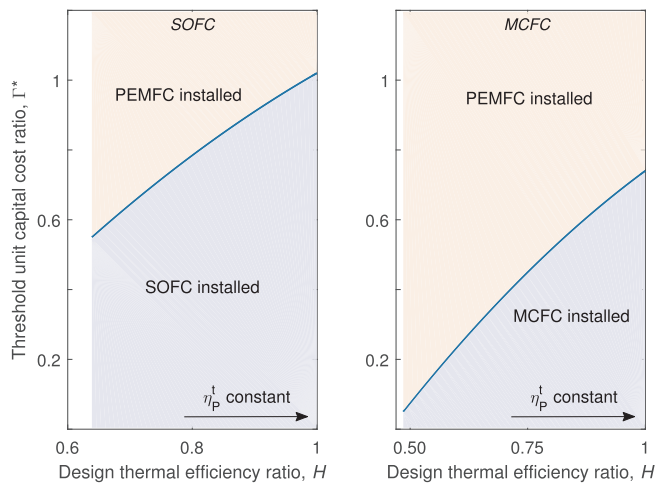 SOFC
PEMFC installed
SOFC installed
η_P^t constant
Threshold unit capital cost ratio, Γ*
1
0.6
0.2
0.6
0.8
1
Design thermal efficiency ratio, H
MCFC
PEMFC installed
MCFC installed
η_P^t constant
1
0.6
0.2
0.50
0.75
1
Design thermal efficiency ratio, H